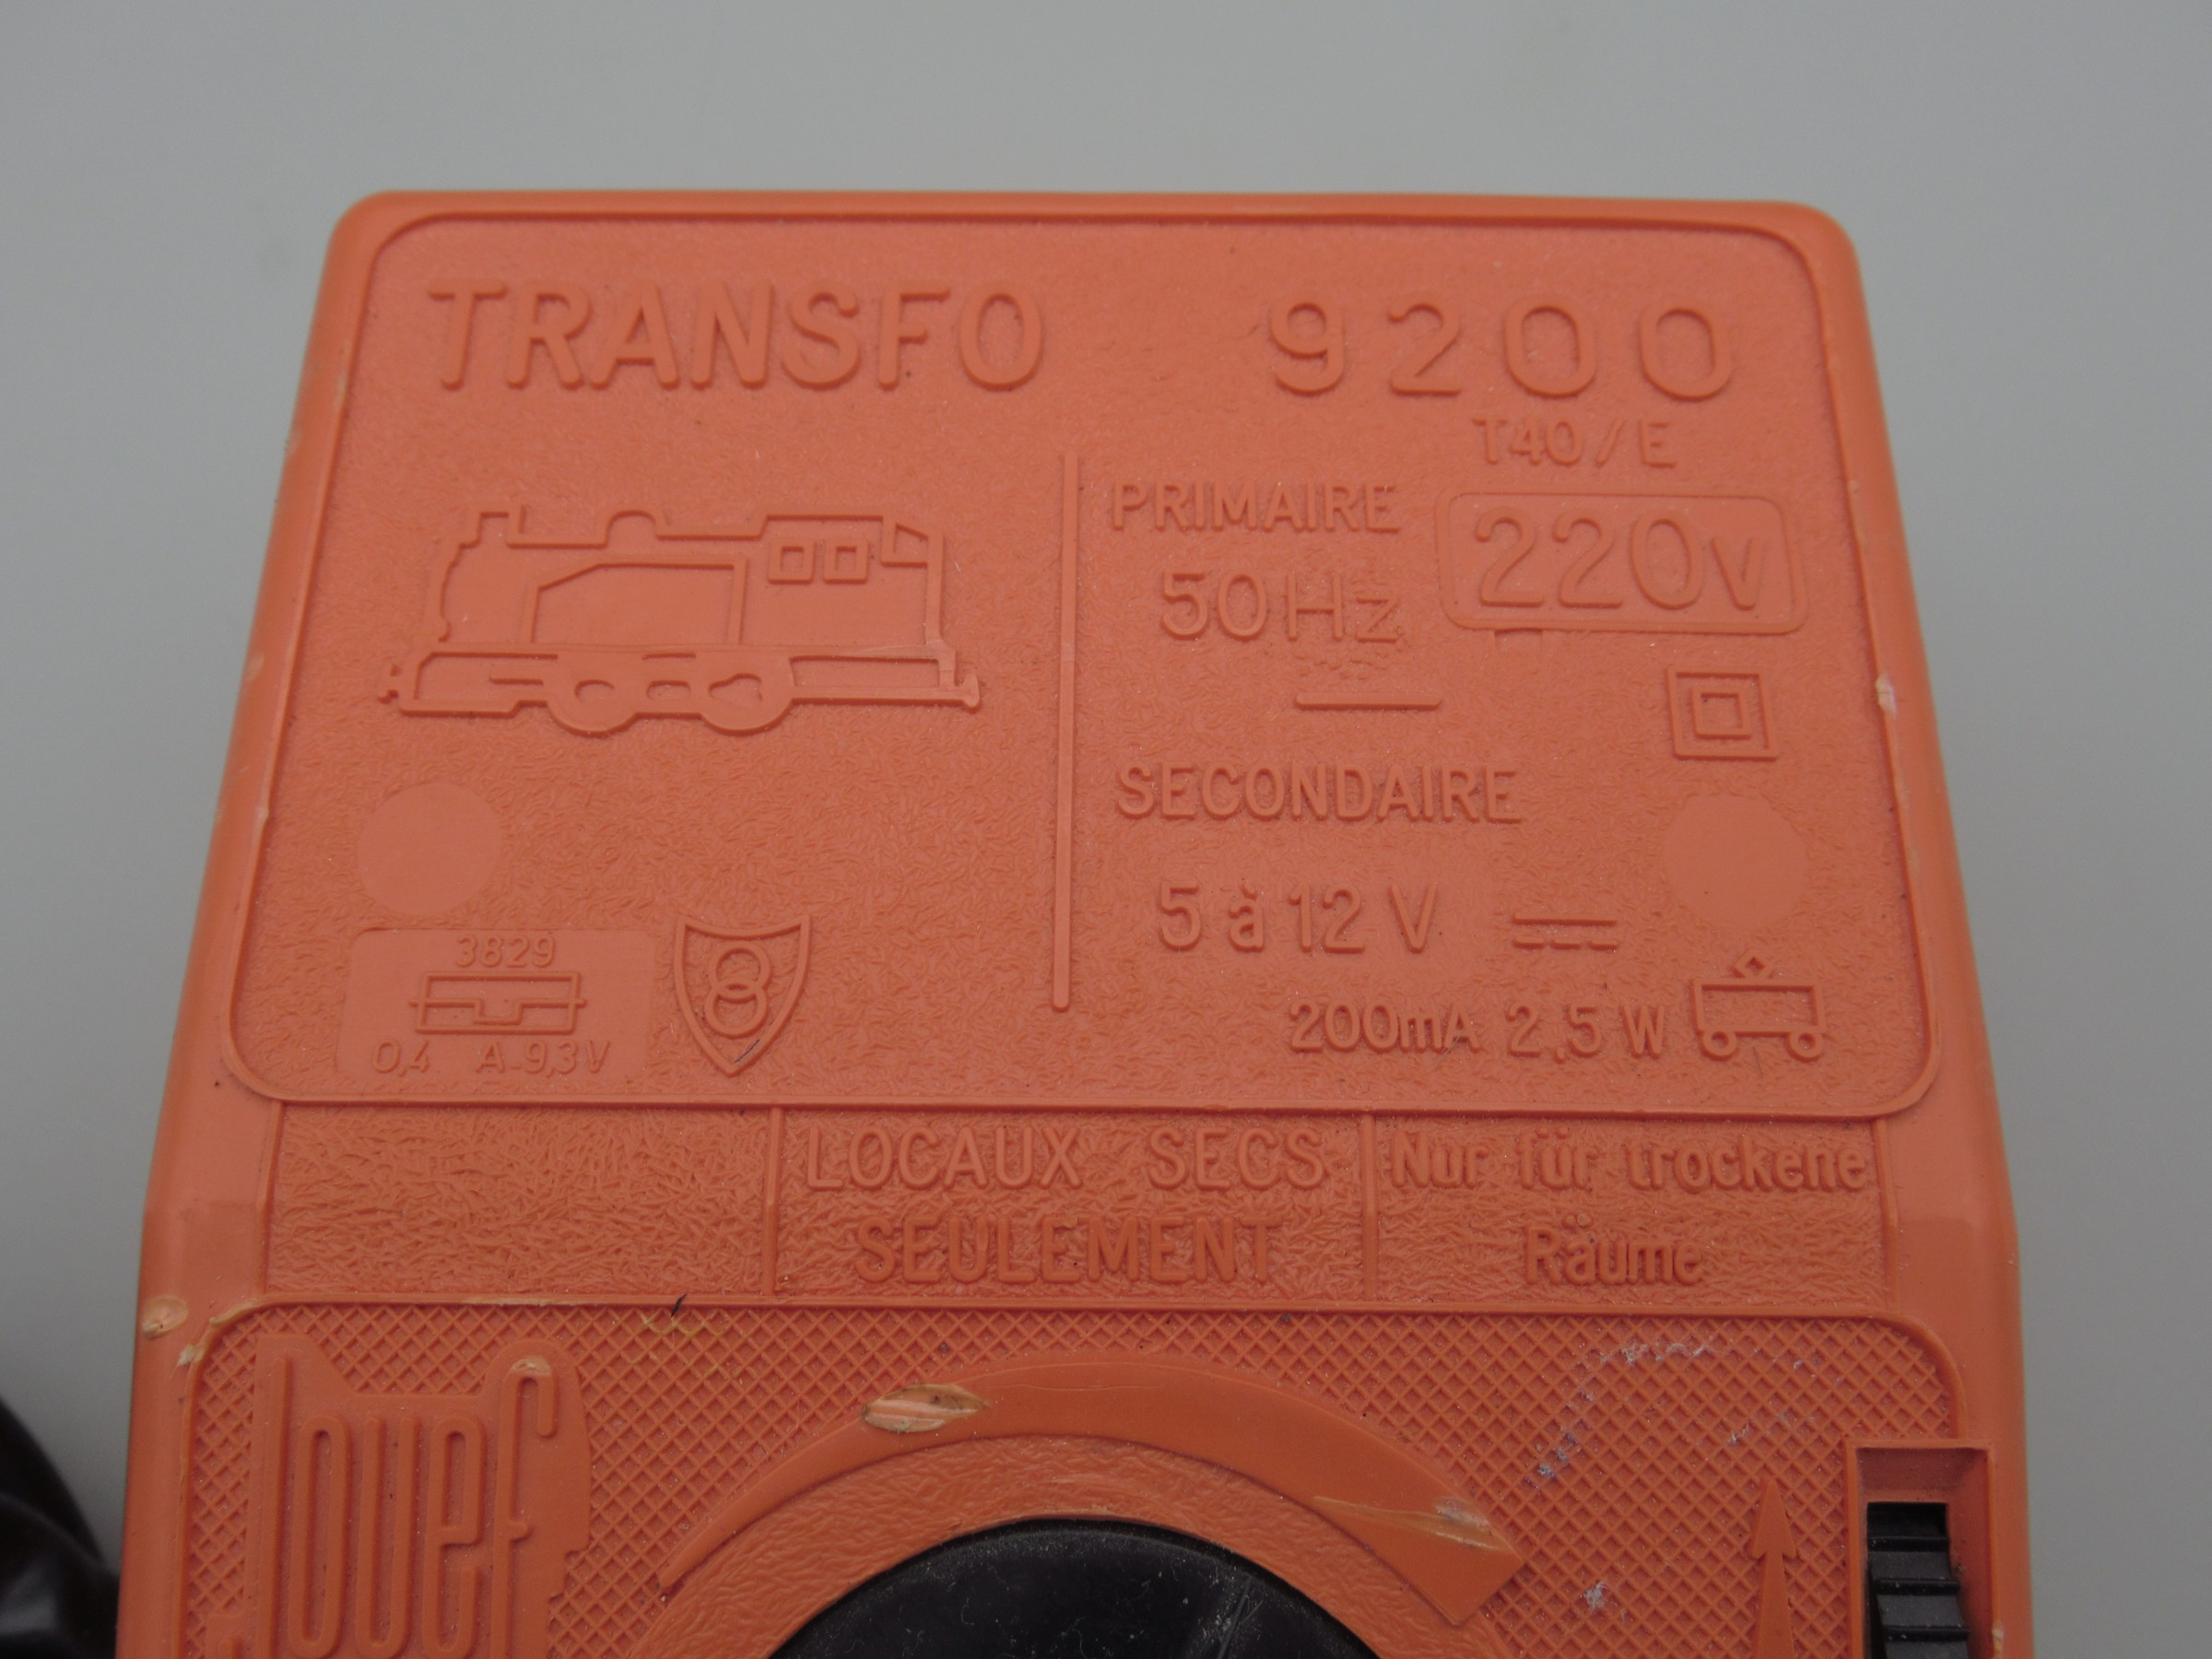 TRANSFO 9200
T40/E
PRIMAIRE
50Hz 220V
SECONDAIRE
5 à 12 V
200mA 2,5 W
3829
0,4 A-9,3V
LOCAUX SECS
SEULEMENT
Nur für trockene
Räume
Jouef